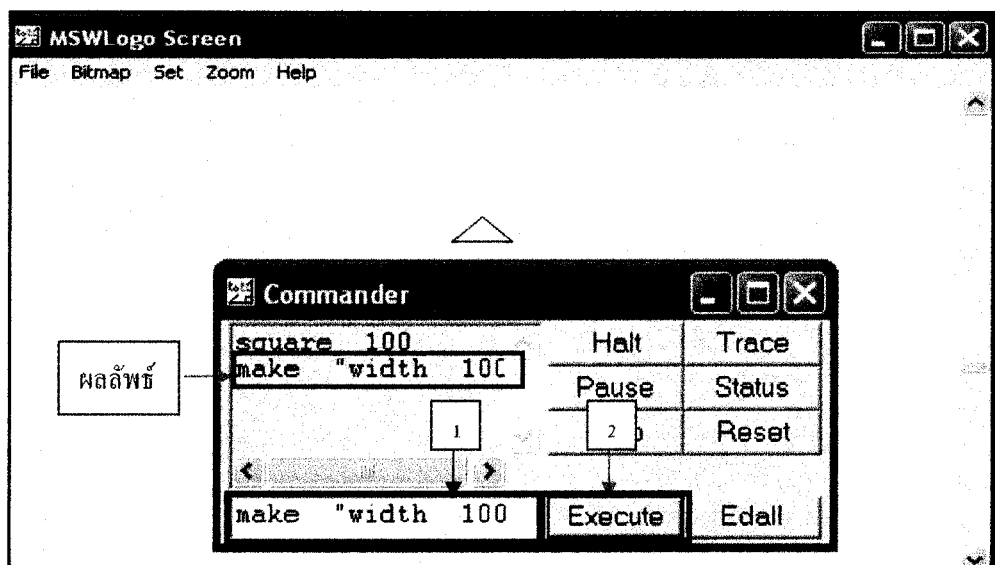 MSWLogo Screen
File Bitmap Set Zoom Help
Commander
square 100
make "width 100
ผลลัพธ์
Halt Trace
Pause Status
1
2
Reset
make "width 100
Execute Edall